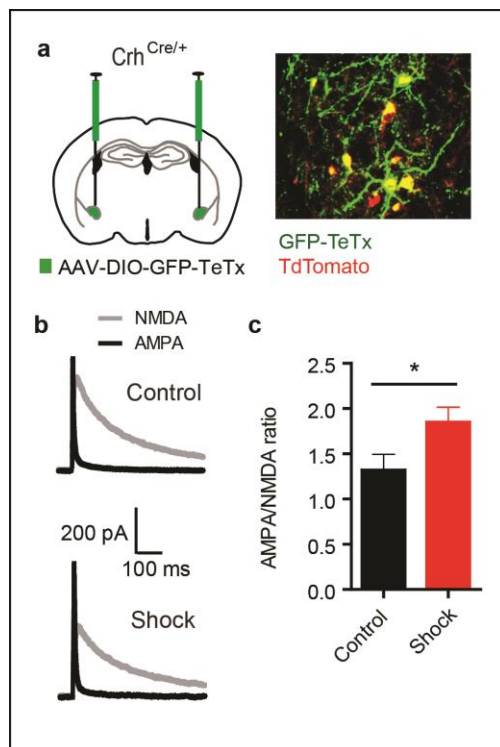 a
Crh Cre/+
AAV-DIO-GFP-TeTx
GFP-TeTx
TdTomato
b
NMDA
AMPA
Control
200 pA
100 ms
Shock
c
AMPA/NMDA ratio
2.5
2.0
1.5
1.0
0.5
0.0
*
Control
Shock